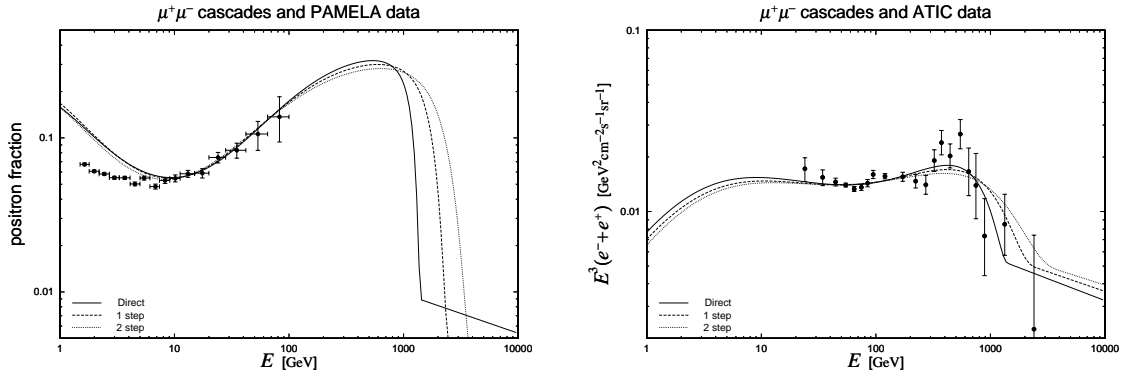 μ⁺μ⁻ cascades and PAMELA data
positron fraction
0.1
0.01
Direct
1 step
2 step
1 10 100 1000 10000
E [GeV]
μ⁺μ⁻ cascades and ATIC data
E³(e⁻+e⁺) [GeV²cm⁻²s⁻¹sr⁻¹]
0.1
0.01
Direct
1 step
2 step
1 10 100 1000 10000
E [GeV]